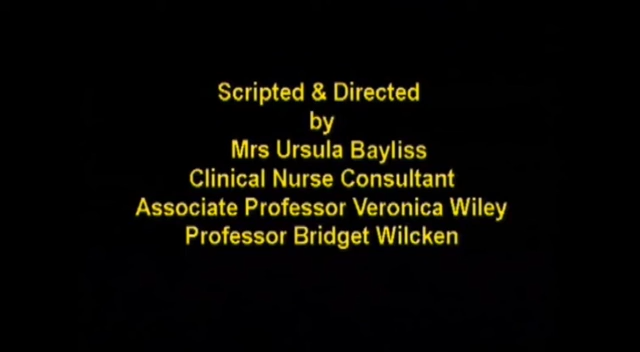 Scripted & Directed
by
Mrs Ursula Bayliss
Clinical Nurse Consultant
Associate Professor Veronica Wiley
Professor Bridget Wilcken